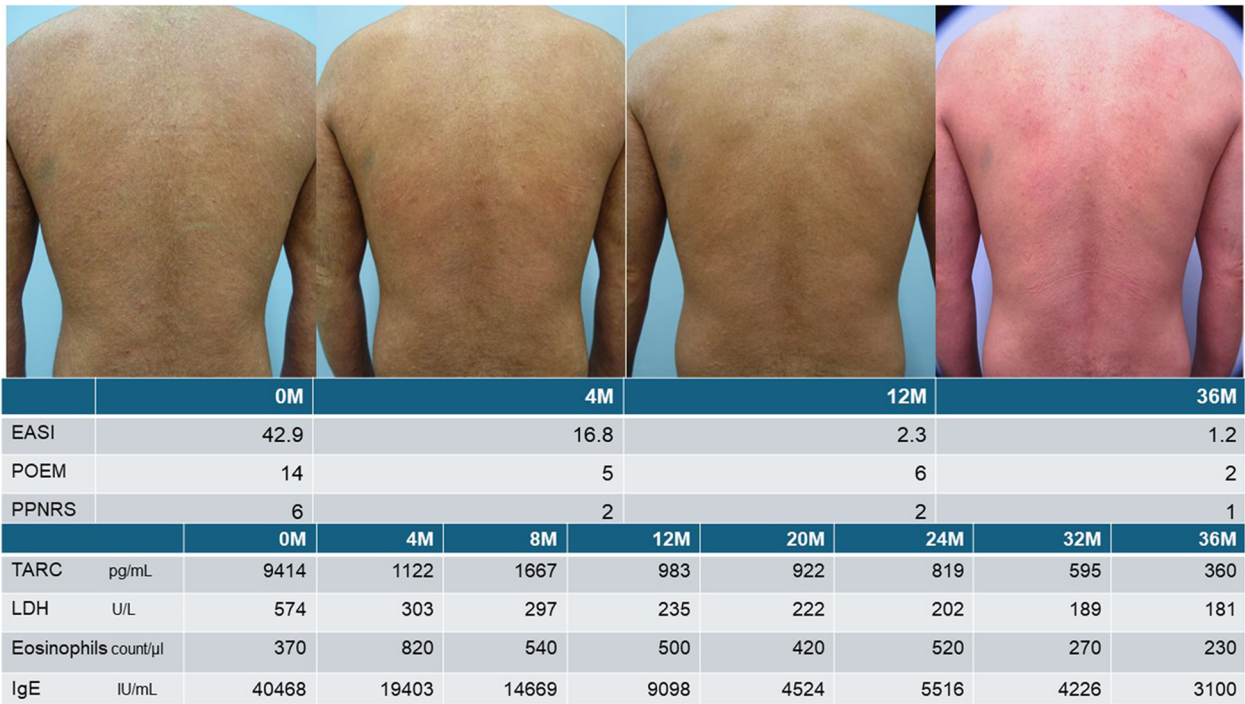 0M 4M 12M 36M
EASI 42.9 16.8 2.3 1.2
POEM 14 5 6 2
PPNRS 6 2 2 1
0M 4M 8M 12M 20M 24M 32M 36M
TARC pg/mL 9414 1122 1667 983 922 819 595 360
LDH U/L 574 303 297 235 222 202 189 181
Eosinophils count/μl 370 820 540 500 420 520 270 230
IgE IU/mL 40468 19403 14669 9098 4524 5516 4226 3100